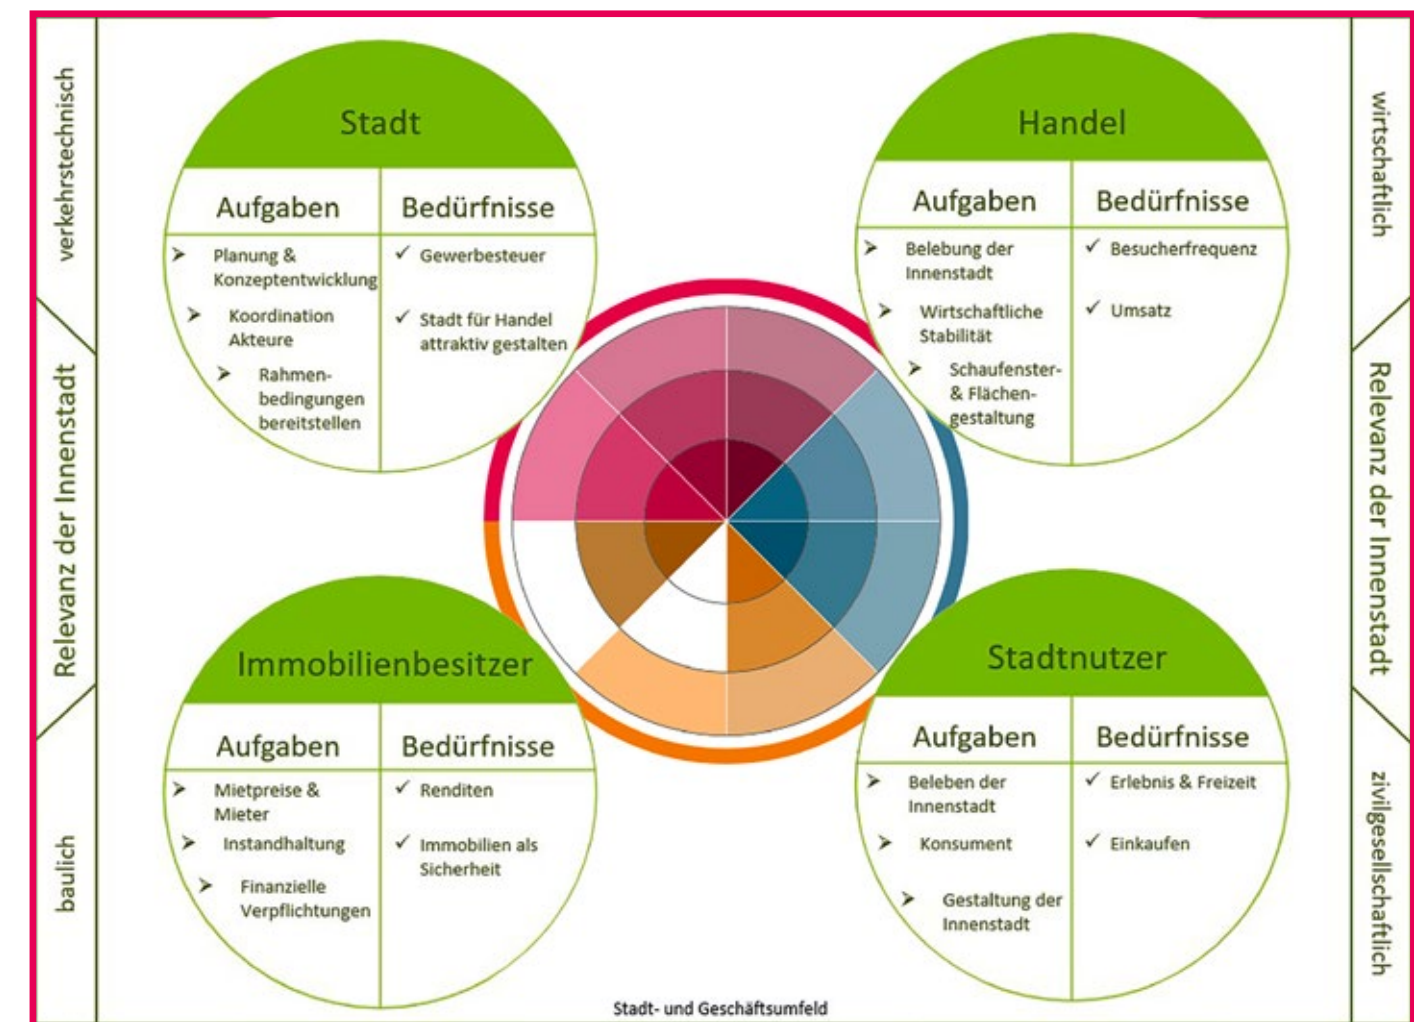 verkehrstechnisch
Relevanz der Innenstadt
baulich
Stadt
Aufgaben
Bedürfnisse
Planung &
Konzeptentwicklung
Koordination
Akteure
Rahmen-
bedingungen
bereitstellen
Gewerbesteuer
Stadt für Handel
attraktiv gestalten
Handel
Aufgaben
Bedürfnisse
Belebung der
Innenstadt
Wirtschaftliche
Stabilität
Schaufenster-
& Flächen-
gestaltung
Besucherfrequenz
Umsatz
Immobilienbesitzer
Aufgaben
Bedürfnisse
Mietpreise &
Mieter
Instandhaltung
Finanzielle
Verpflichtungen
Renditen
Immobilien als
Sicherheit
Stadtnutzer
Aufgaben
Bedürfnisse
Beleben der
Innenstadt
Konsument
Gestaltung der
Innenstadt
Erlebnis & Freizeit
Einkaufen
wirtschaftlich
Relevanz der Innenstadt
zivilgesellschaftlich
Stadt- und Geschäftsumfeld